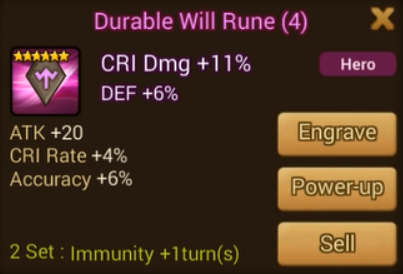 Durable Will Rune (4)
CRI Dmg +11%
Hero
DEF +6%
ATK +20
CRI Rate +4%
Accuracy +6%
Engrave
Power-up
Sell
2 Set : Immunity +1turn(s)